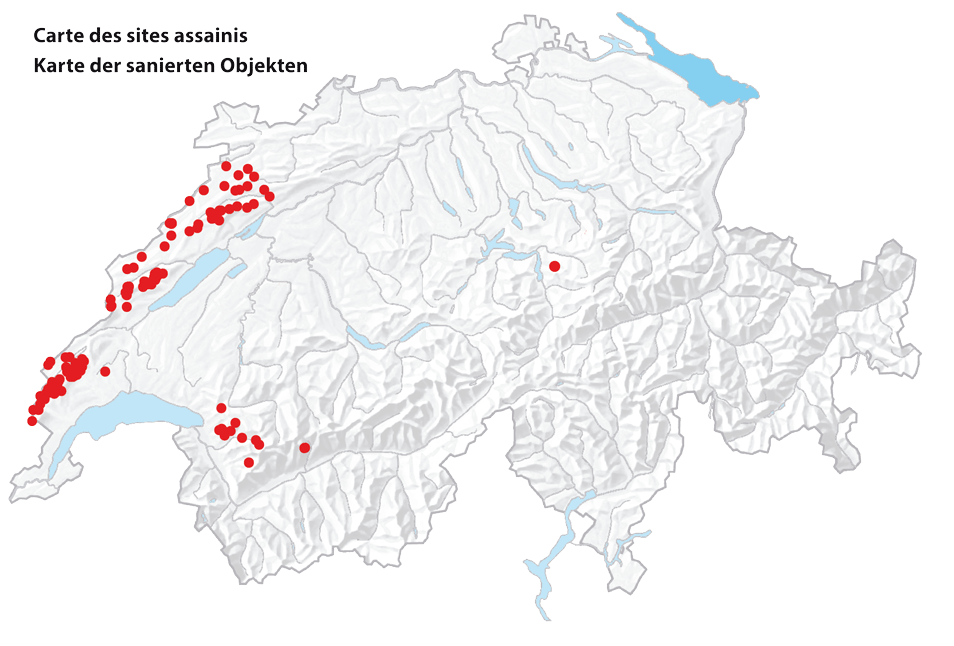 Carte des sites assainis
Karte der sanierten Objekten